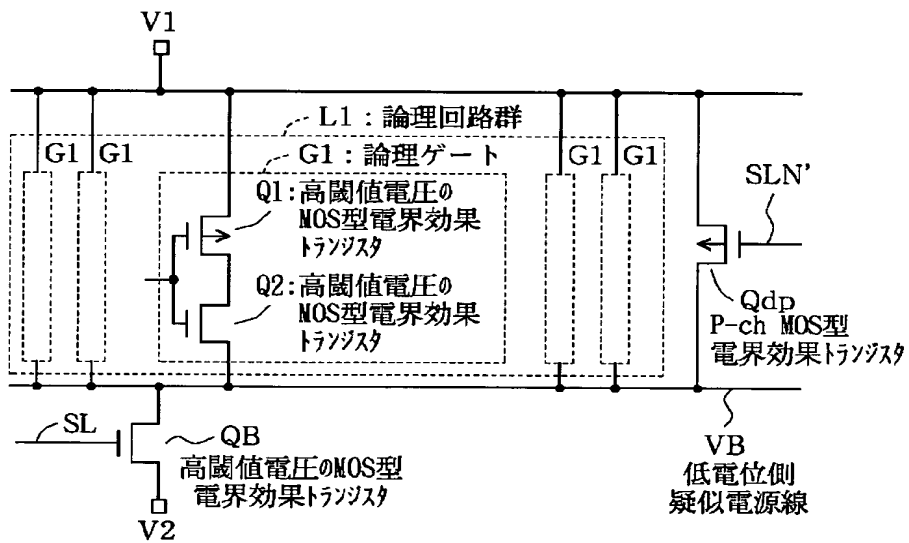 V1
L1：論理回路群
G1 G1
G1：論理ゲート
G1 G1
Q1：高閾値電圧の
MOS型電界効果
トランジスタ
SLN'
Q2：高閾値電圧の
MOS型電界効果
トランジスタ
Qdp
P-ch MOS型
電界効果トランジスタ
SL
QB
高閾値電圧のMOS型
電界効果トランジスタ
V2
VB
低電位側
疑似電源線